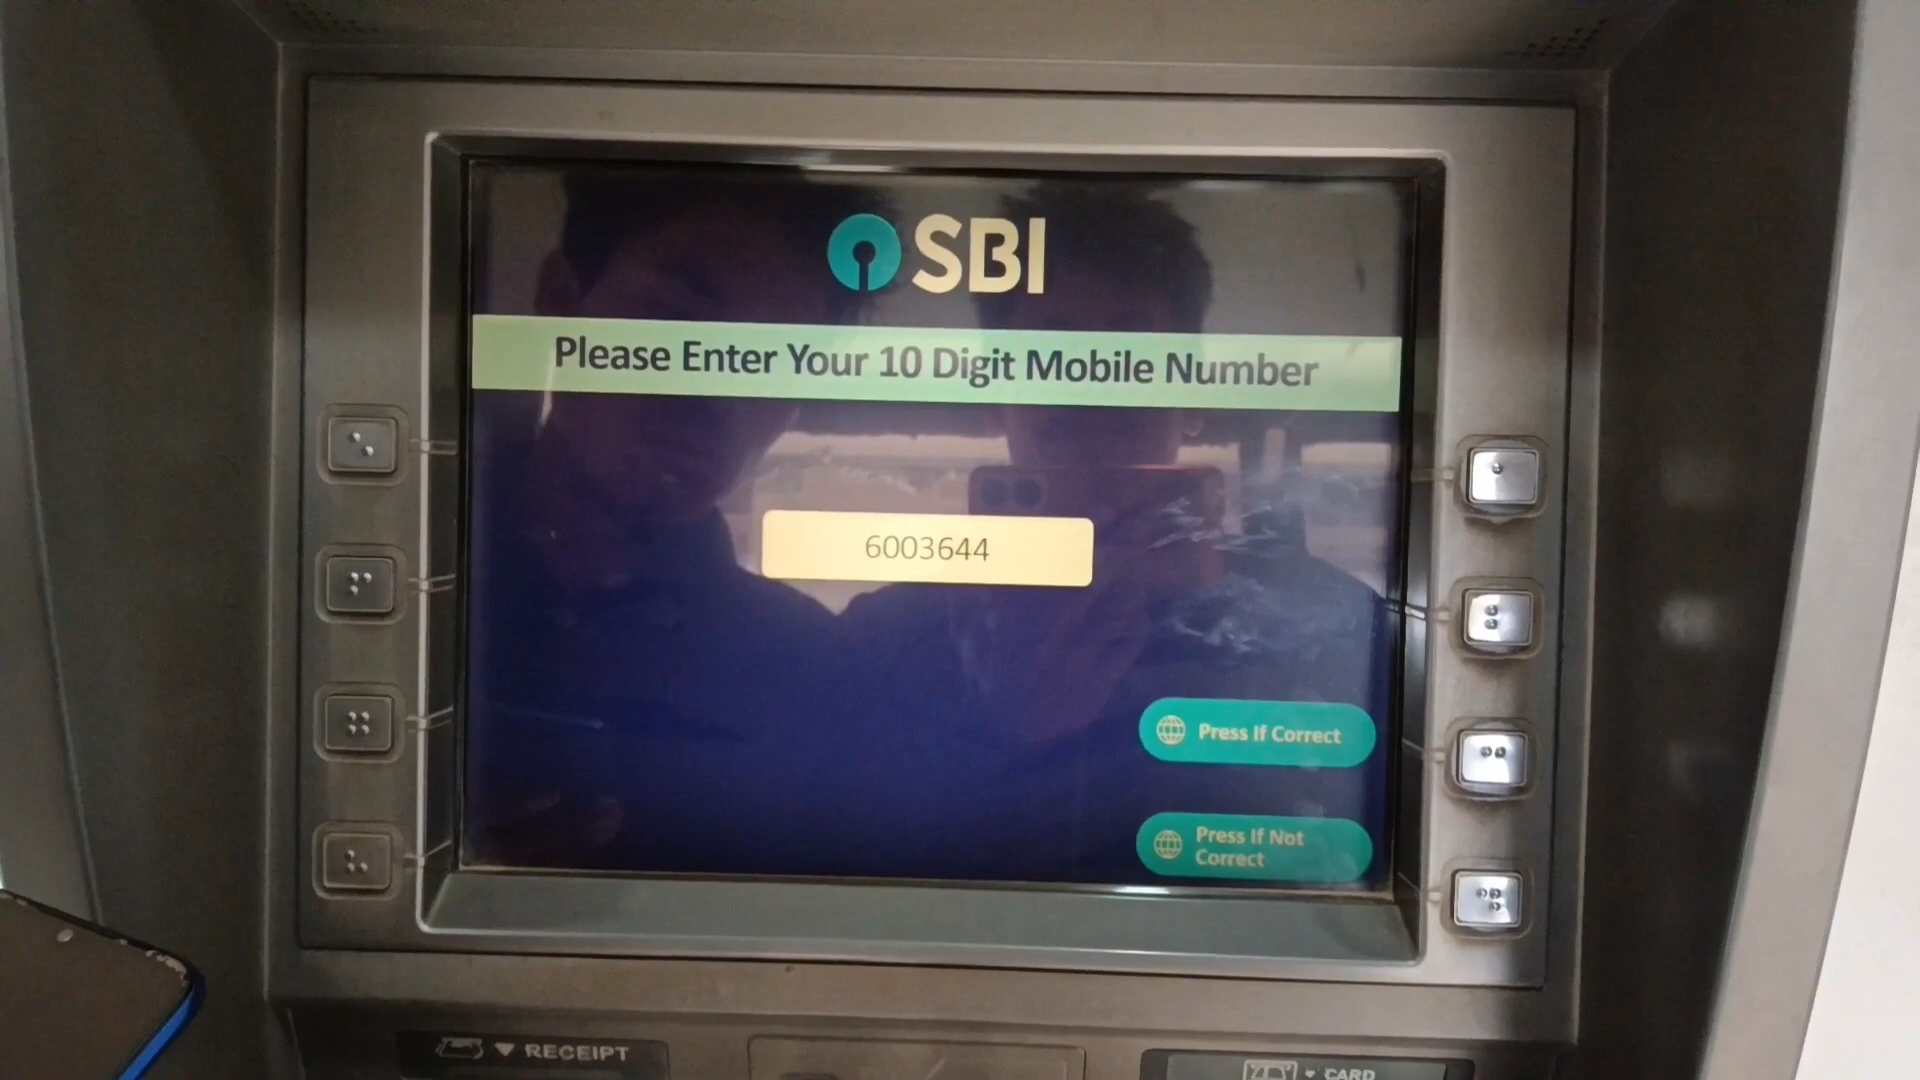 SBI
Please Enter Your 10 Digit Mobile Number
6003644
Press If Correct
Press If Not
Correct
RECEIPT
CARD